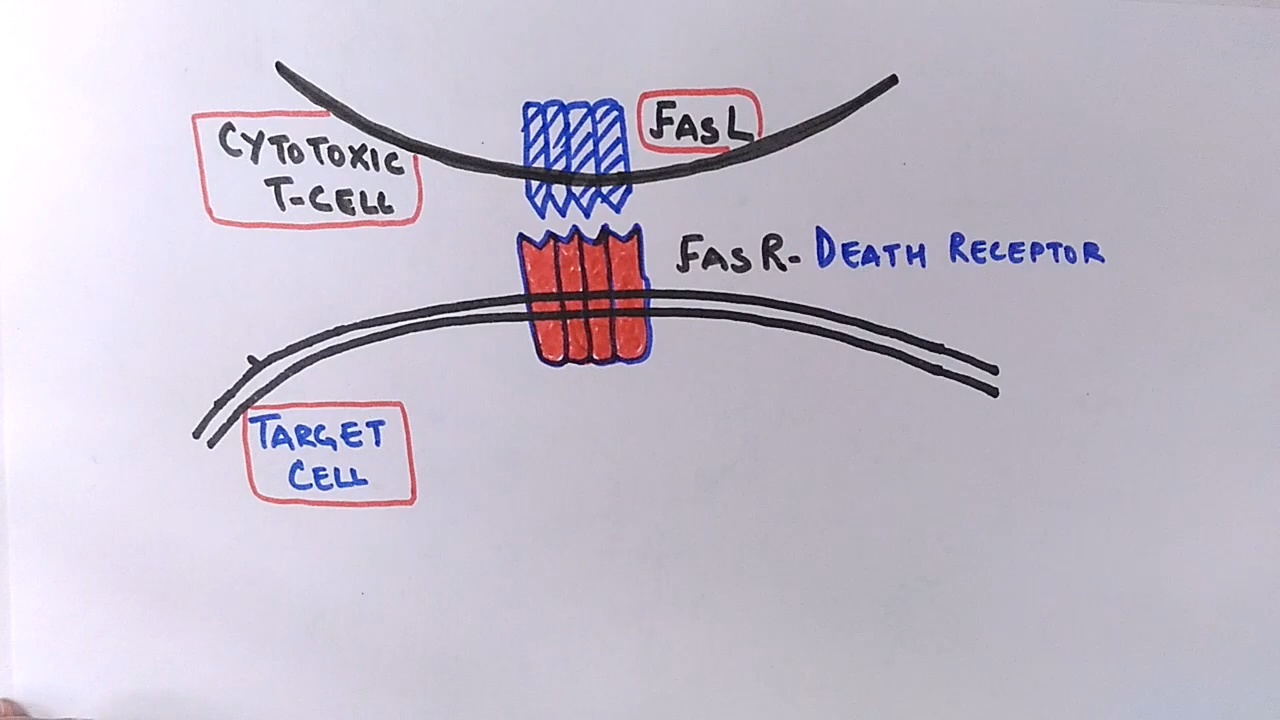 CYTOTOXIC
T-CELL
FASL
FASR-DEATH RECEPTOR
TARGET
CELL